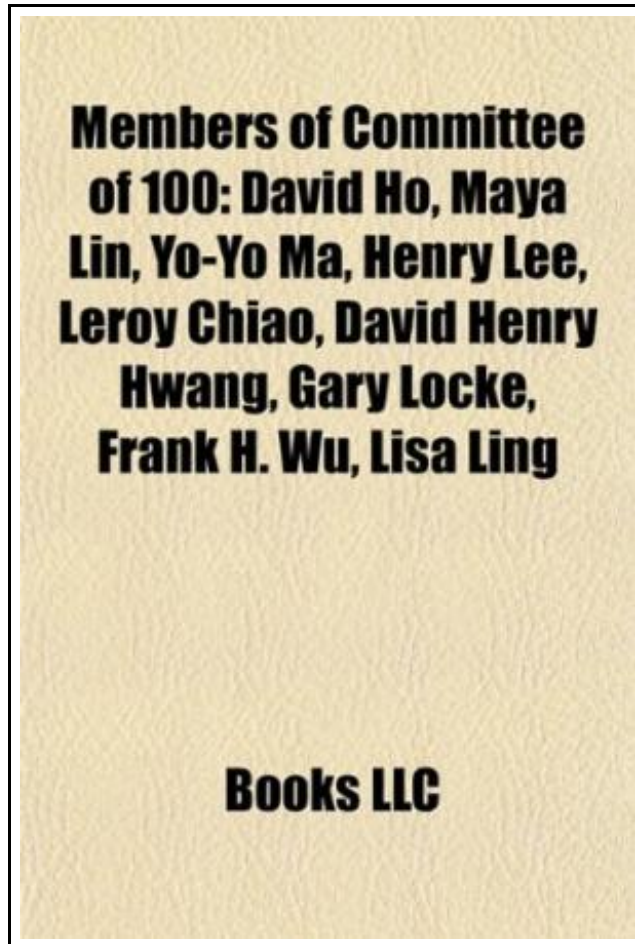 Members of Committee
of 100: David Ho, Maya
Lin, Yo-Yo Ma, Henry Lee,
Leroy Chiao, David Henry
Hwang, Gary Locke,
Frank H. Wu, Lisa Ling
Books LLC